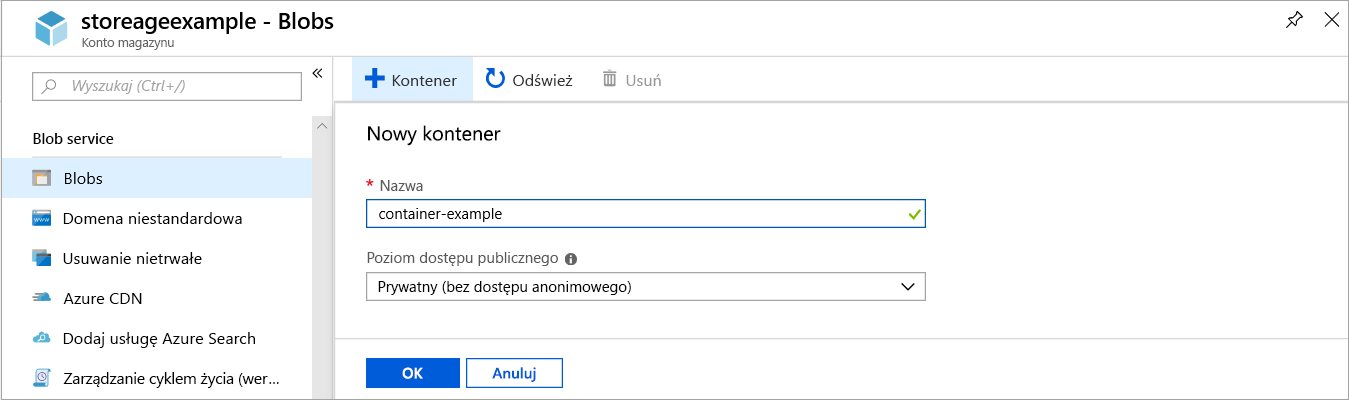 storeageexample - Blobs
Konto magazynu
Wyszukaj (Ctrl+/)
Blob service
Blobs
Domena niestandardowa
Usuwanie nietrwałe
Azure CDN
Dodaj usługę Azure Search
Zarządzanie cyklem życia (wer...
Kontener Odśwież Usuń
Nowy kontener
* Nazwa
container-example
Poziom dostępu publicznego
Prywatny (bez dostępu anonimowego)
OK Anuluj